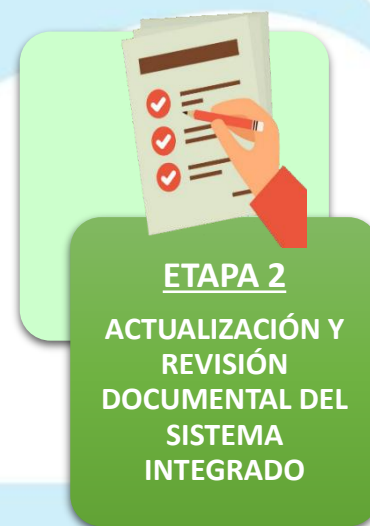 ETAPA 2
ACTUALIZACIÓN Y
REVISIÓN
DOCUMENTAL DEL
SISTEMA
INTEGRADO